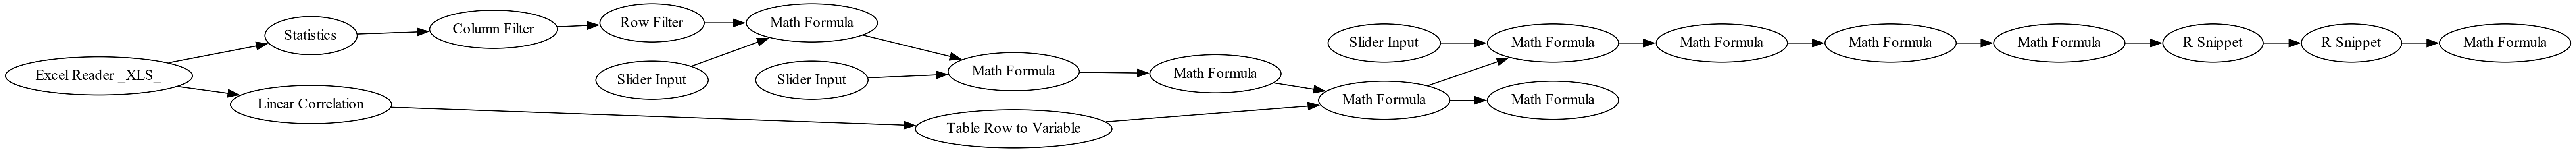 Excel Reader _XLS_
Statistics
Linear Correlation
Column Filter
Row Filter
Slider Input
Math Formula
Slider Input
Math Formula
Table Row to Variable
Math Formula
Slider Input
Math Formula
Math Formula
Math Formula
Math Formula
Math Formula
Math Formula
R Snippet
R Snippet
Math Formula